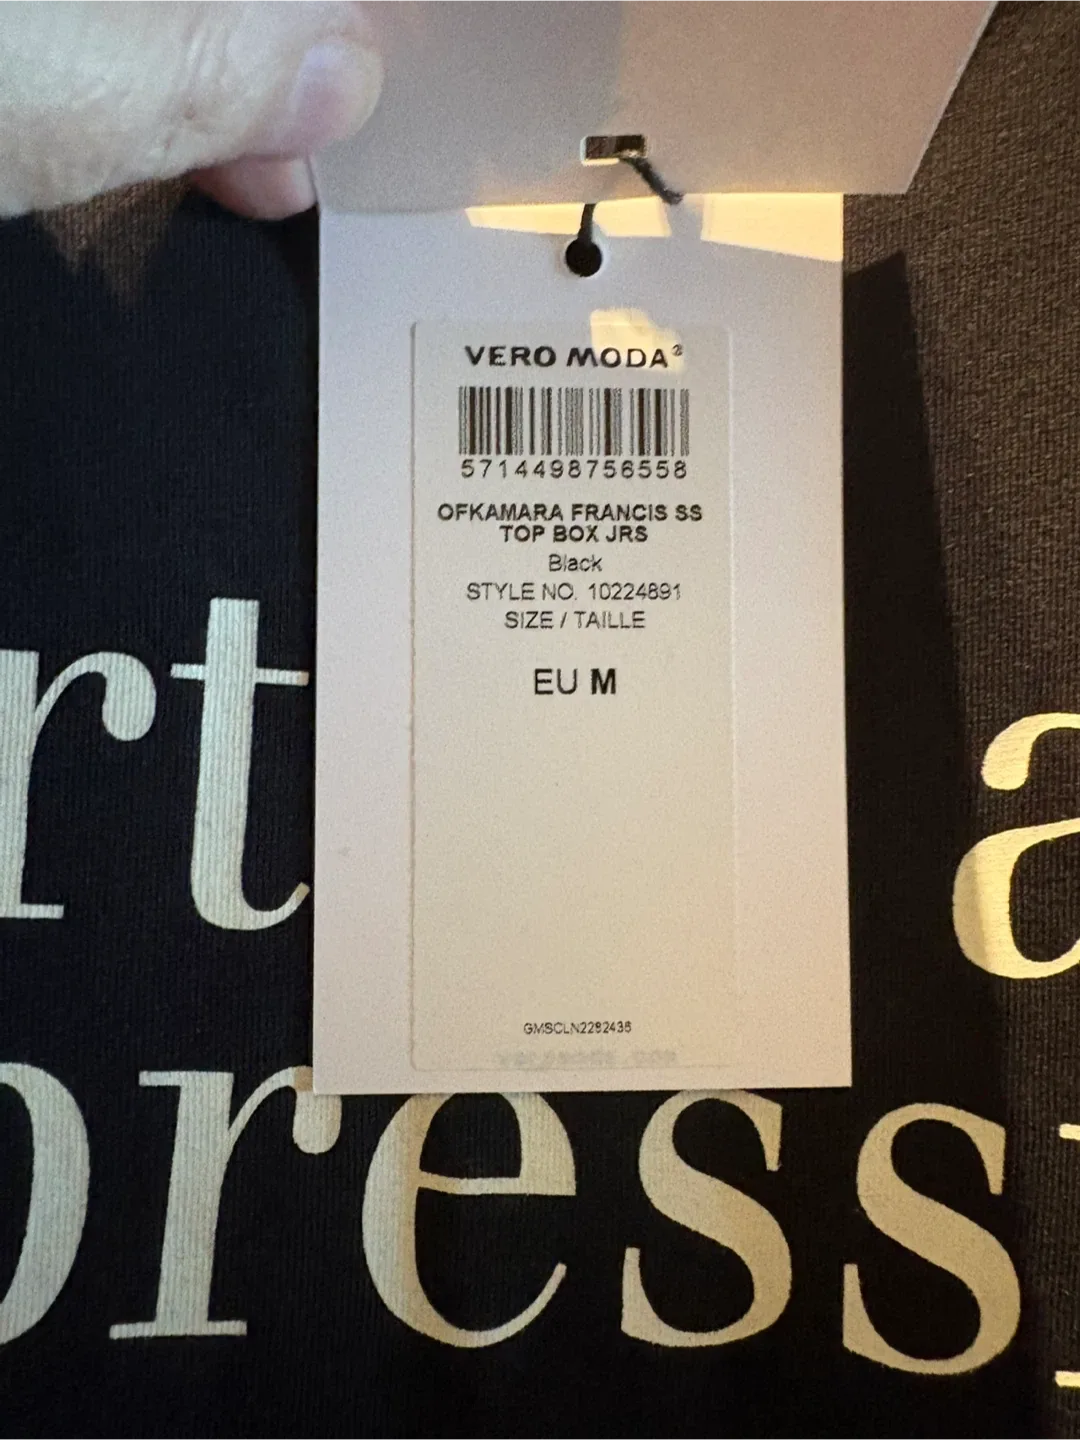 VERO MODA®
5714498756558
OFKAMARA FRANCIS SS
TOP BOX JRS
Black
STYLE NO. 10224891
SIZE / TAILLE
EU M
GMSCLN2282436
rt
a
press